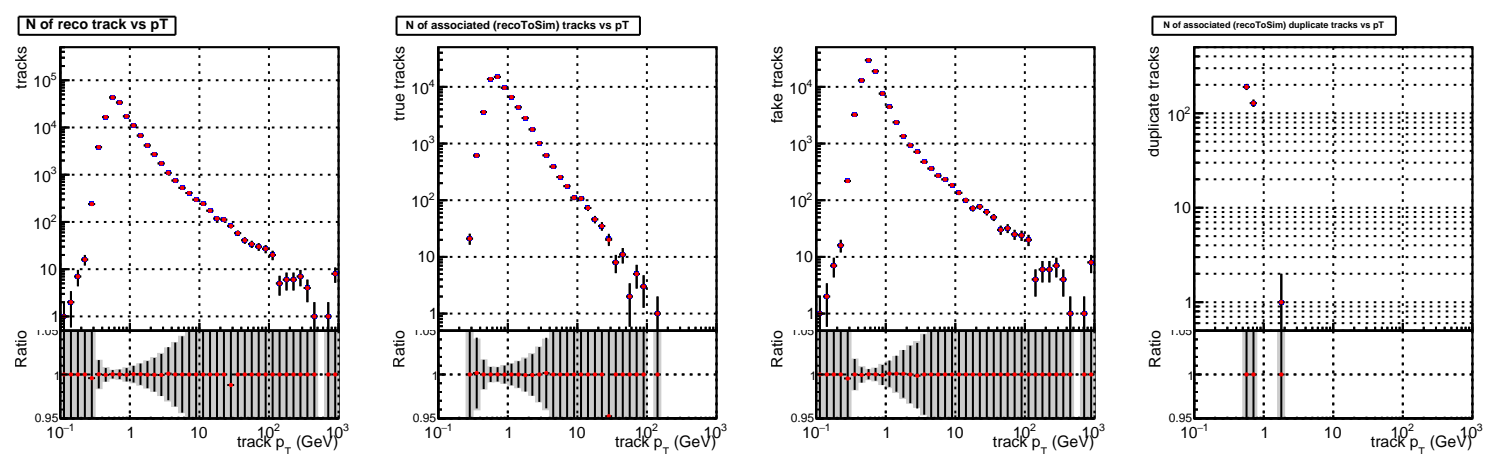 N of reco track vs pT
tracks
10^5
10^4
10^3
10^2
10
1
Ratio
1.05
1
0.95
10^-1 1 10 10^2 10^3
track p_T (GeV)
N of associated (recoToSim) tracks vs pT
true tracks
10^4
10^3
10^2
10
1
Ratio
1.05
1
0.95
10^-1 1 10 10^2 10^3
track p_T (GeV)
fake tracks
10^4
10^3
10^2
10
1
Ratio
1.05
1
0.95
10^-1 1 10 10^2 10^3
track p_T (GeV)
N of associated (recoToSim) duplicate tracks vs pT
duplicate tracks
10^2
10
1
Ratio
1.05
1
0.95
10^-1 1 10 10^2 10^3
track p_T (GeV)